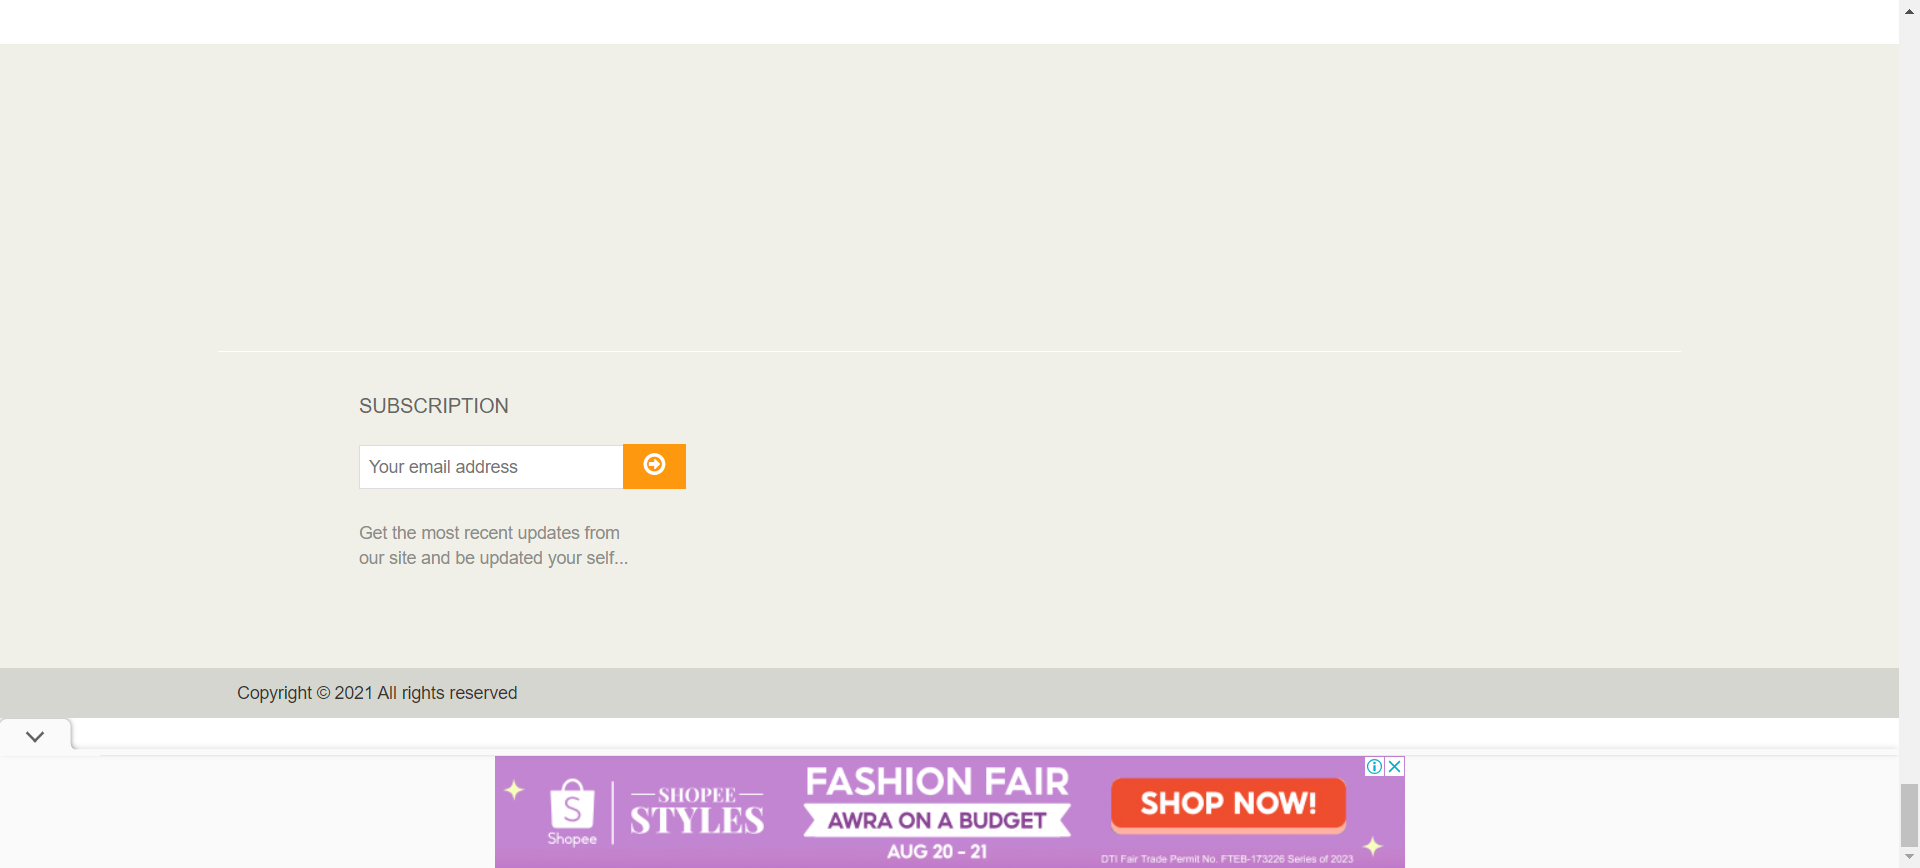 SUBSCRIPTION
Your email address
Get the most recent updates from
our site and be updated your self...
Copyright © 2021 All rights reserved
S
Shopee
SHOPEE
STYLES
FASHION FAIR
AWRA ON A BUDGET
AUG 20 - 21
SHOP NOW!
DTI Fair Trade Permit No. FTEB-173226 Series of 2023